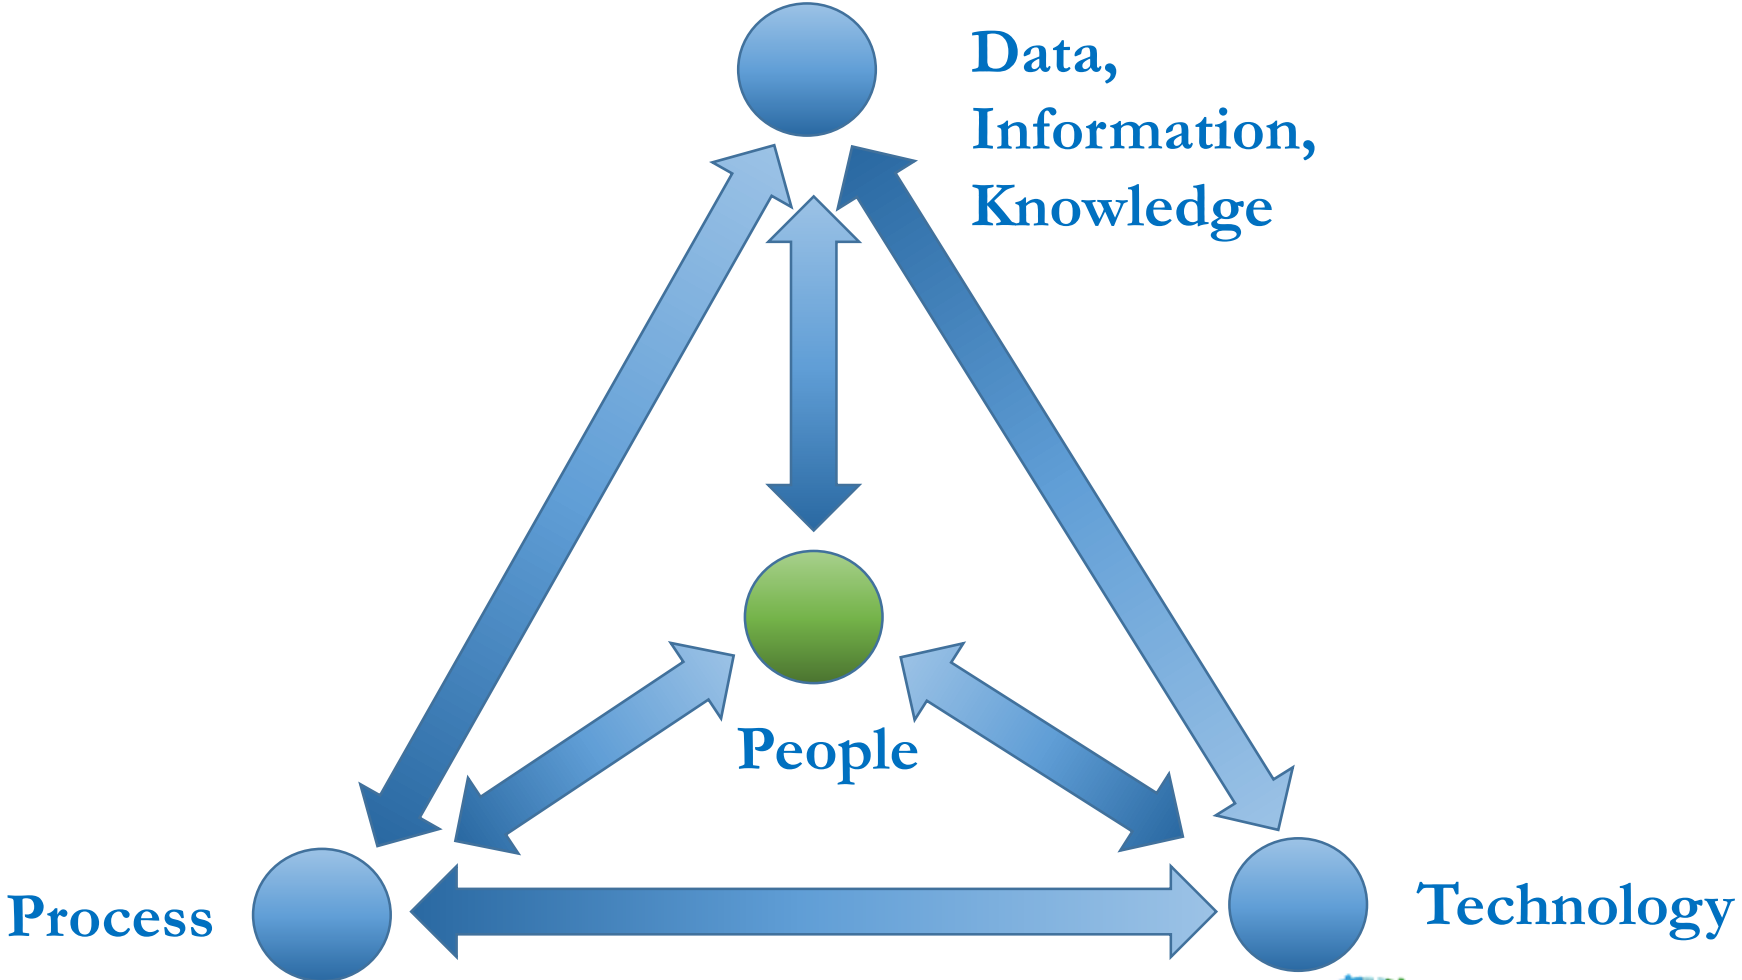 Data,
Information,
Knowledge
People
Process
Technology